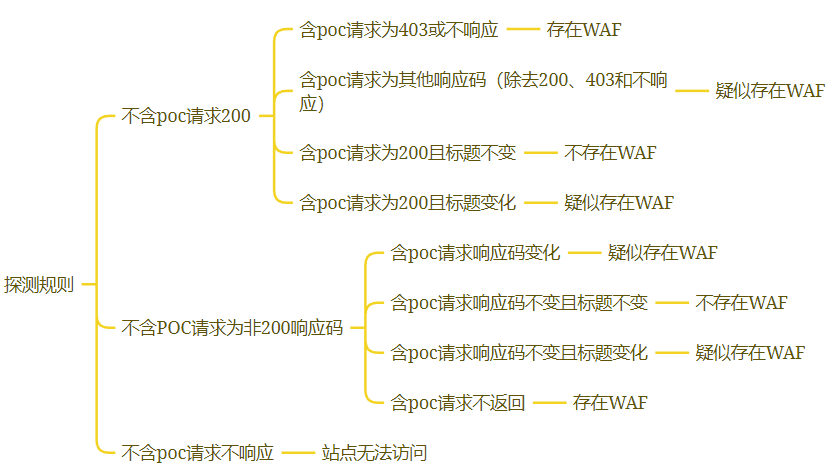 含poc请求为403或不响应
存在WAF
含poc请求为其他响应码（除去200、403和不响
应）
疑似存在WAF
不含poc请求200
含poc请求为200且标题不变
不存在WAF
含poc请求为200且标题变化
疑似存在WAF
探测规则
含poc请求响应码变化
疑似存在WAF
含poc请求响应码不变且标题不变
不存在WAF
不含POC请求为非200响应码
含poc请求响应码不变且标题变化
疑似存在WAF
含poc请求不返回
存在WAF
不含poc请求不响应
站点无法访问